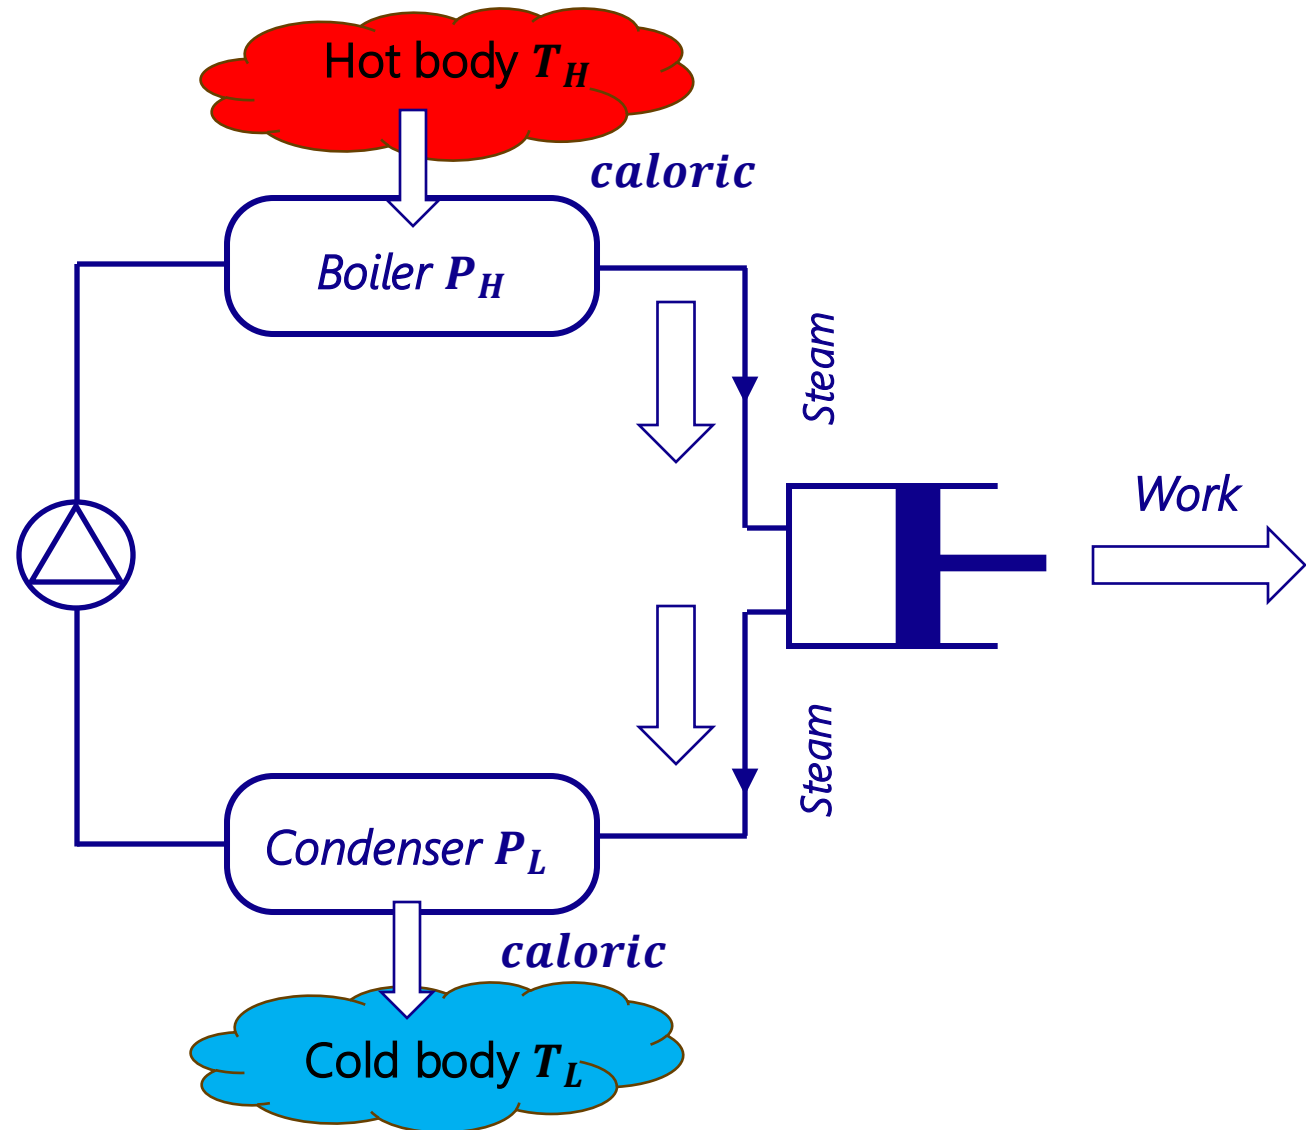 Hot body T_H
caloric
Boiler P_H
Steam
Work
Steam
Condenser P_L
caloric
Cold body T_L